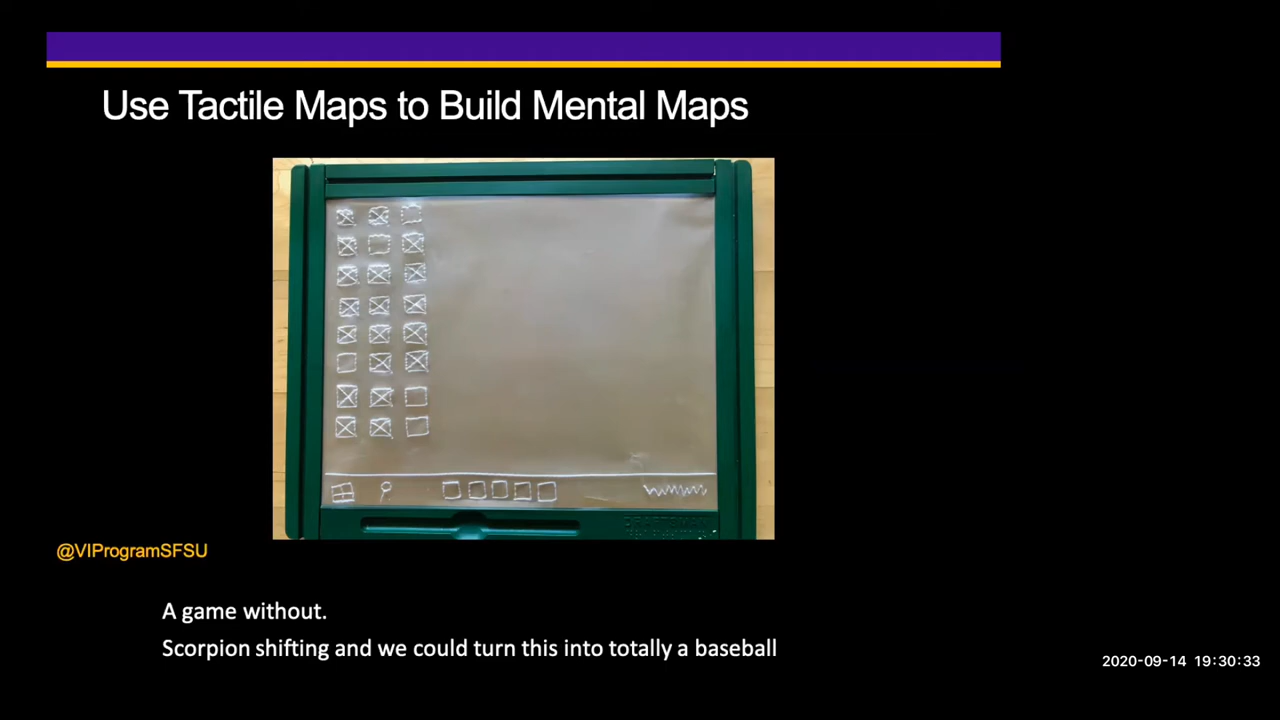 Use Tactile Maps to Build Mental Maps
DRAFTSMAN
@VIProgramSFSU
A game without.
Scorpion shifting and we could turn this into totally a baseball
2020-09-14 19:30:33